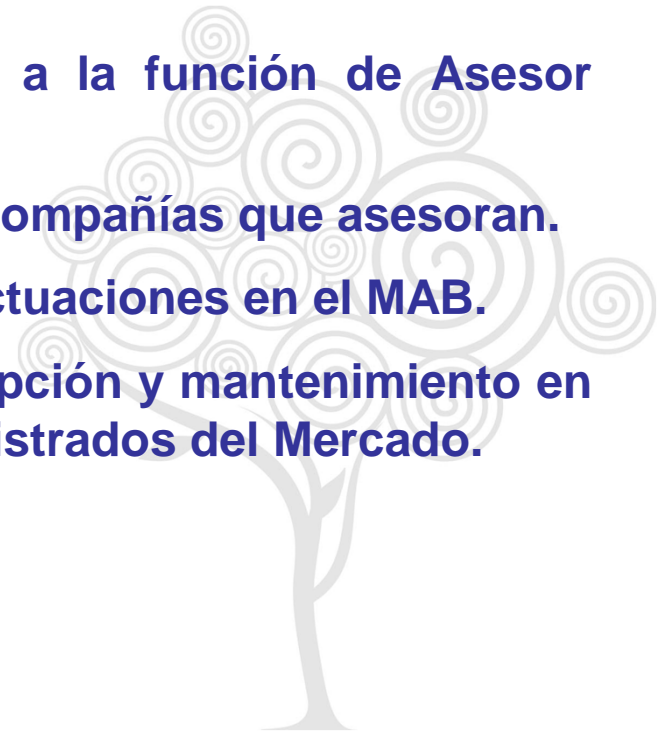 a la función de Asesor
ompañías que asesoran.
ctuaciones en el MAB.
pción y mantenimiento en
istrados del Mercado.